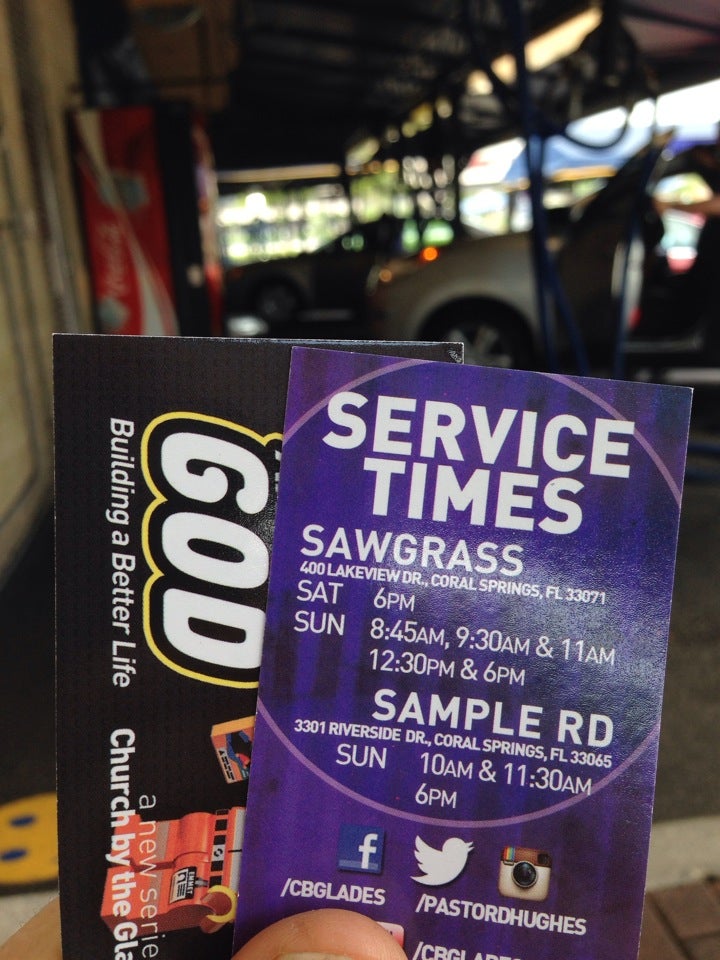 SERVICE
TIMES
SAWGRASS
400 LAKEVIEW DR., CORAL SPRINGS, FL 33071
SAT 6PM
SUN 8:45AM, 9:30AM & 11AM
12:30PM & 6PM
SAMPLE RD
3301 RIVERSIDE DR., CORAL SPRINGS, FL 33065
SUN 10AM & 11:30AM
6PM
f
/CBGLADES
/PASTORDHUGHES
GOD
Building a Better Life
a new serie
Church by the Gla
EMMET